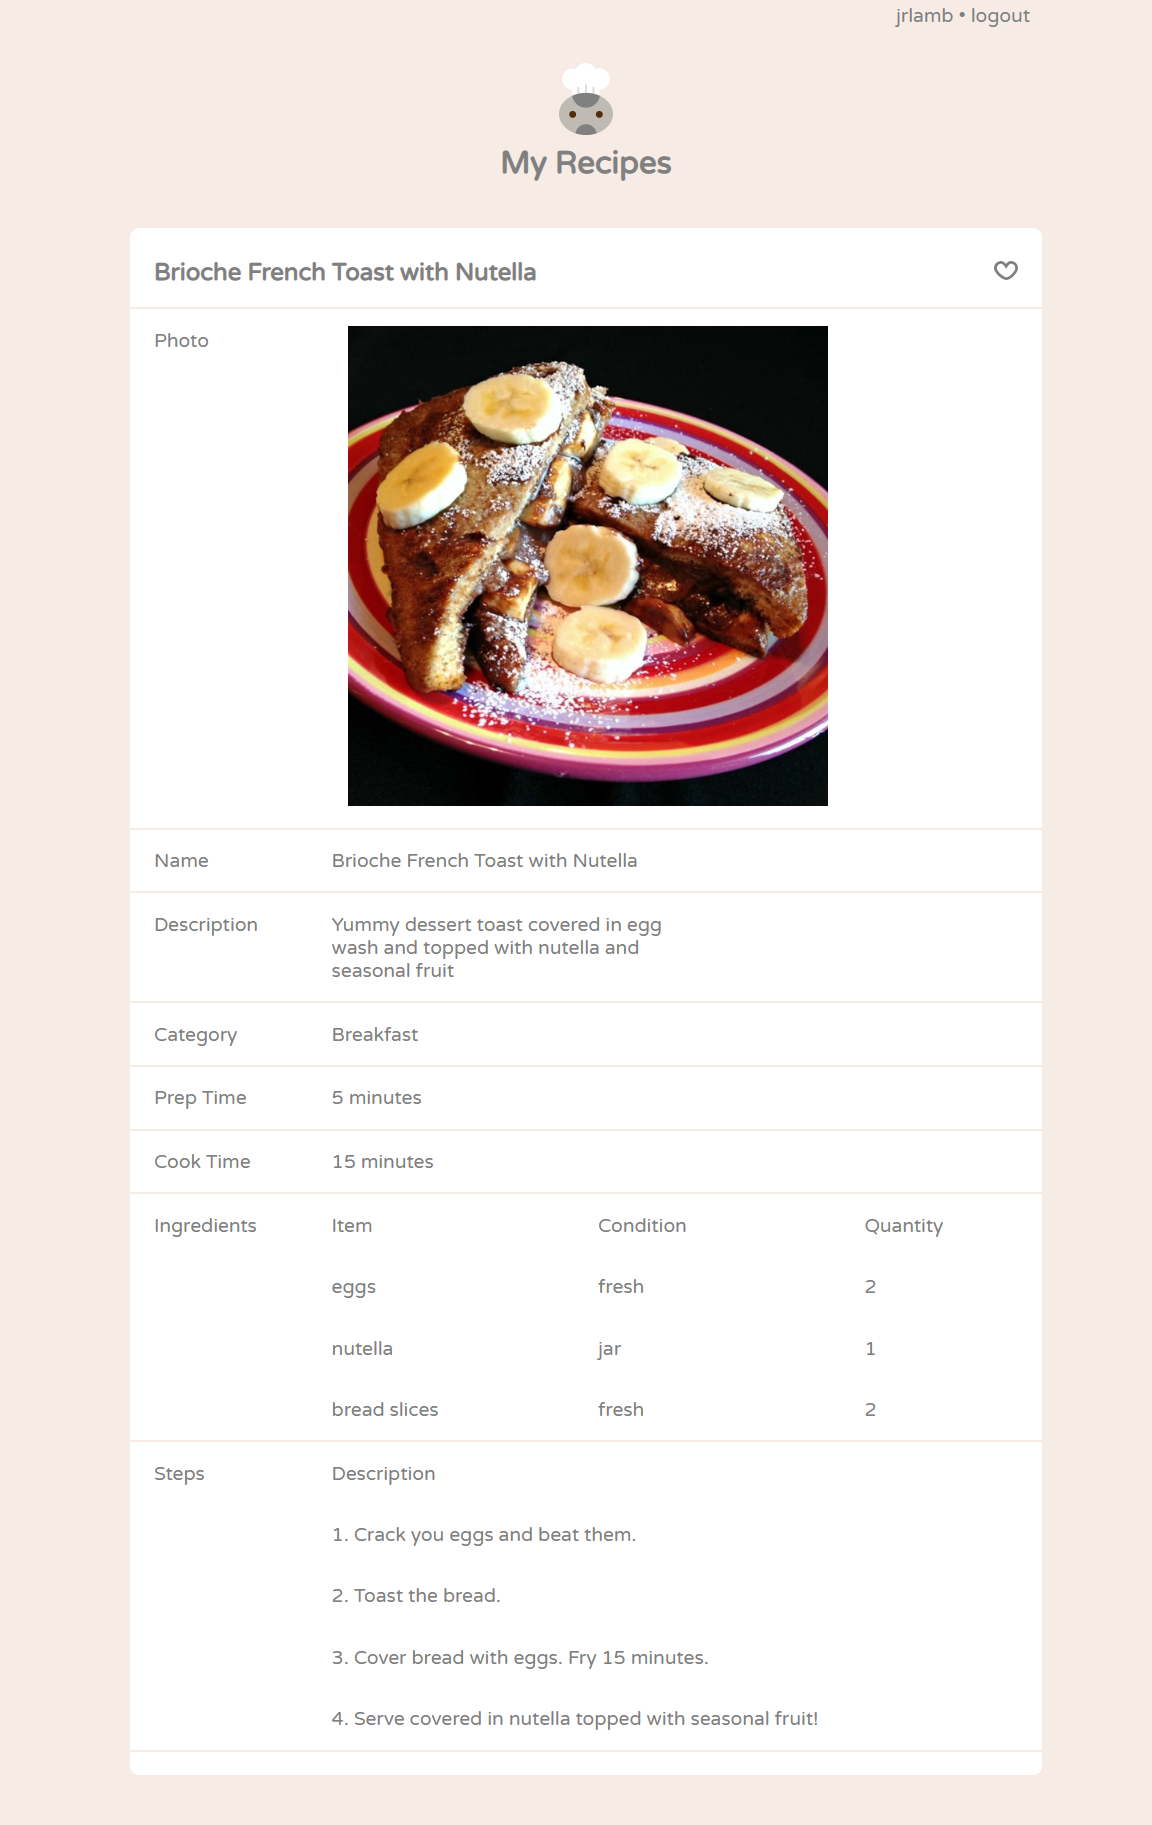 jrlamb • logout
My Recipes
Brioche French Toast with Nutella
Photo
Name Brioche French Toast with Nutella
Description Yummy dessert toast covered in egg
wash and topped with nutella and
seasonal fruit
Category Breakfast
Prep Time 5 minutes
Cook Time 15 minutes
Ingredients Item Condition Quantity
eggs fresh 2
nutella jar 1
bread slices fresh 2
Steps Description
1. Crack you eggs and beat them.
2. Toast the bread.
3. Cover bread with eggs. Fry 15 minutes.
4. Serve covered in nutella topped with seasonal fruit!